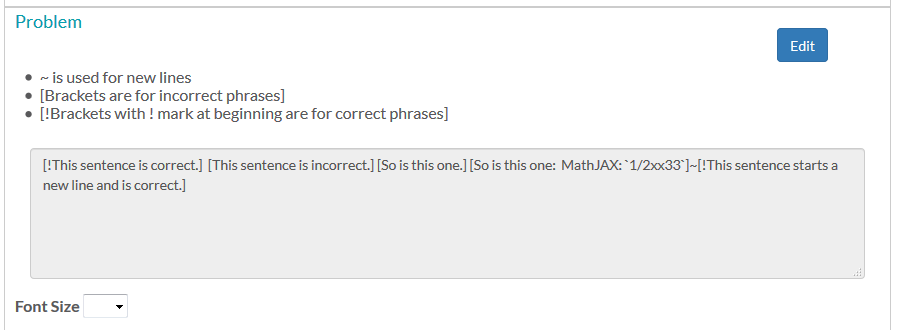 Problem
Edit
~ is used for new lines
[Brackets are for incorrect phrases]
[!Brackets with ! mark at beginning are for correct phrases]
[!This sentence is correct.] [This sentence is incorrect.] [So is this one.] [So is this one: MathJAX: `1/2xx33`]~[!This sentence starts a
new line and is correct.]
Font Size